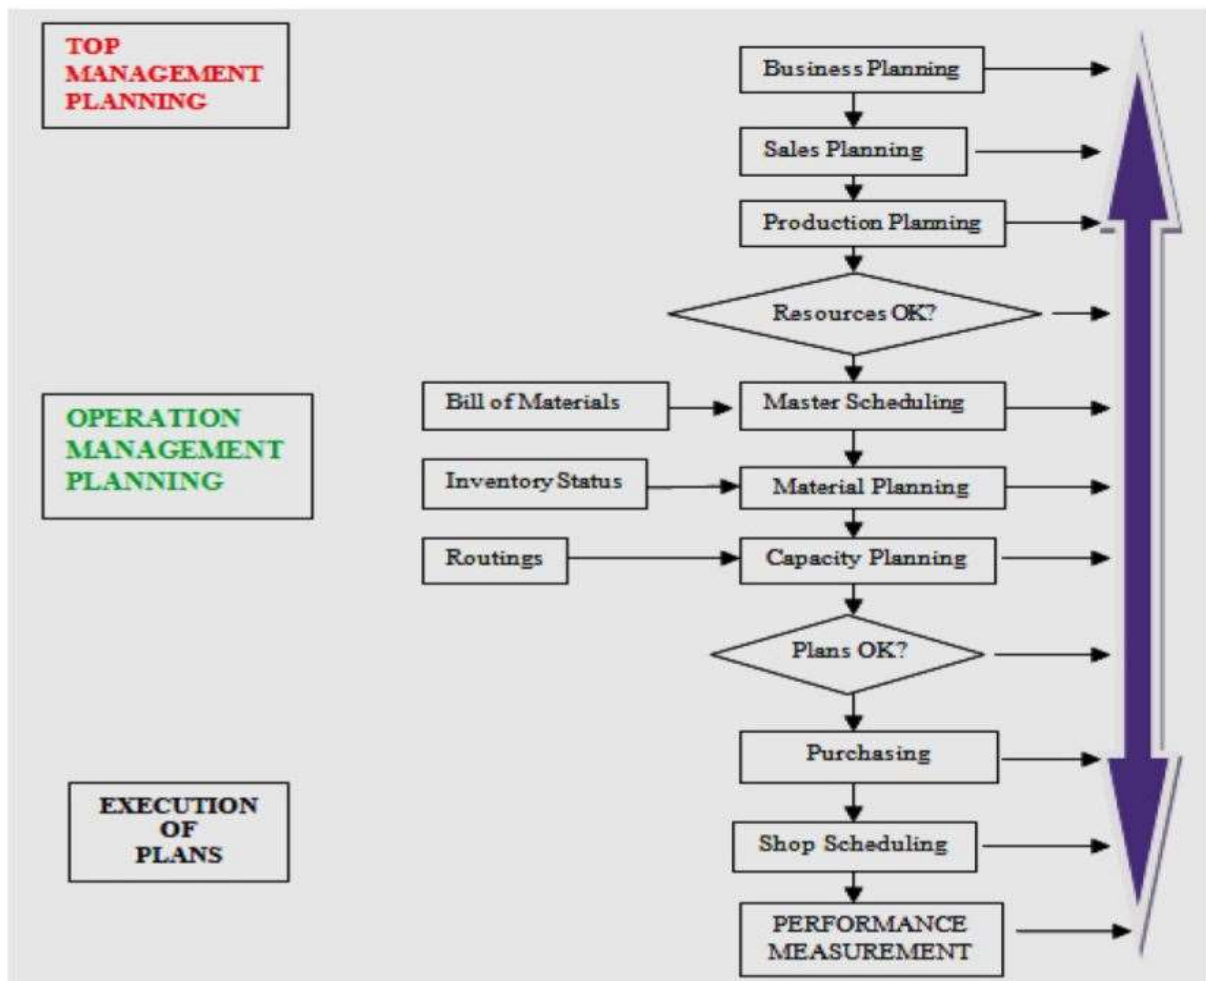 TOP
MANAGEMENT
PLANNING
Business Planning
Sales Planning
Production Planning
Resources OK?
OPERATION
MANAGEMENT
PLANNING
Bill of Materials
Master Scheduling
Inventory Status
Material Planning
Routings
Capacity Planning
Plans OK?
Purchasing
EXECUTION
OF
PLANS
Shop Scheduling
PERFORMANCE
MEASUREMENT